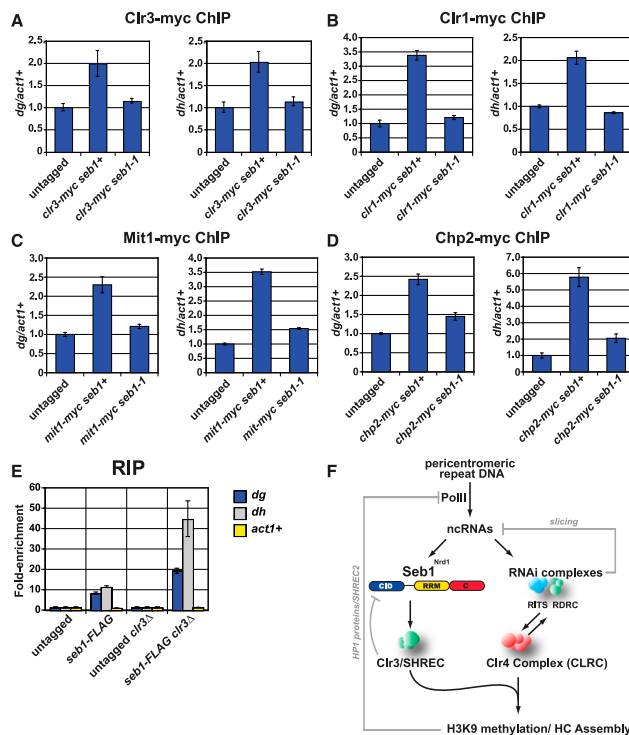 A Clr3-myc ChIP
dg/act1+
2.5
2.0
1.5
1.0
0.5
0
untagged
clr3-myc seb1+
clr3-myc seb1-1
dh/act1+
2.5
2.0
1.5
1.0
0.5
0
untagged
clr3-myc seb1+
clr3-myc seb1-1
B Clr1-myc ChIP
dg/act1+
4.0
3.5
3.0
2.5
2.0
1.5
1.0
0.5
0
untagged
clr1-myc seb1+
clr1-myc seb1-1
dh/act1+
2.5
2.0
1.5
1.0
0.5
0
untagged
clr1-myc seb1+
clr1-myc seb1-1
C Mit1-myc ChIP
dg/act1+
3.0
2.5
2.0
1.5
1.0
0.5
0
untagged
mit1-myc seb1+
mit1-myc seb1-1
dh/act1+
4.0
3.5
3.0
2.5
2.0
1.5
1.0
0.5
0
untagged
mit1-myc seb1+
mit-myc seb1-1
D Chp2-myc ChIP
dg/act1+
3.0
2.5
2.0
1.5
1.0
0.5
0
untagged
chp2-myc seb1+
chp2-myc seb1-1
dh/act1+
7.0
6.0
5.0
4.0
3.0
2.0
1.0
0
untagged
chp2-myc seb1+
chp2-myc seb1-1
E RIP
Fold-enrichment
60
50
40
30
20
10
0
untagged
seb1-FLAG
untagged clr3Δ
seb1-FLAG clr3Δ
dg
dh
act1+
F
pericentromeric
repeat DNA
PolII
ncRNAs
slicing
Seb1 Nrd1
CID RRM C
RNAi complexes
RITS RDRC
HP1 proteins/SHREC2
Clr3/SHREC
Clr4 Complex (CLRC)
H3K9 methylation/ HC Assembly